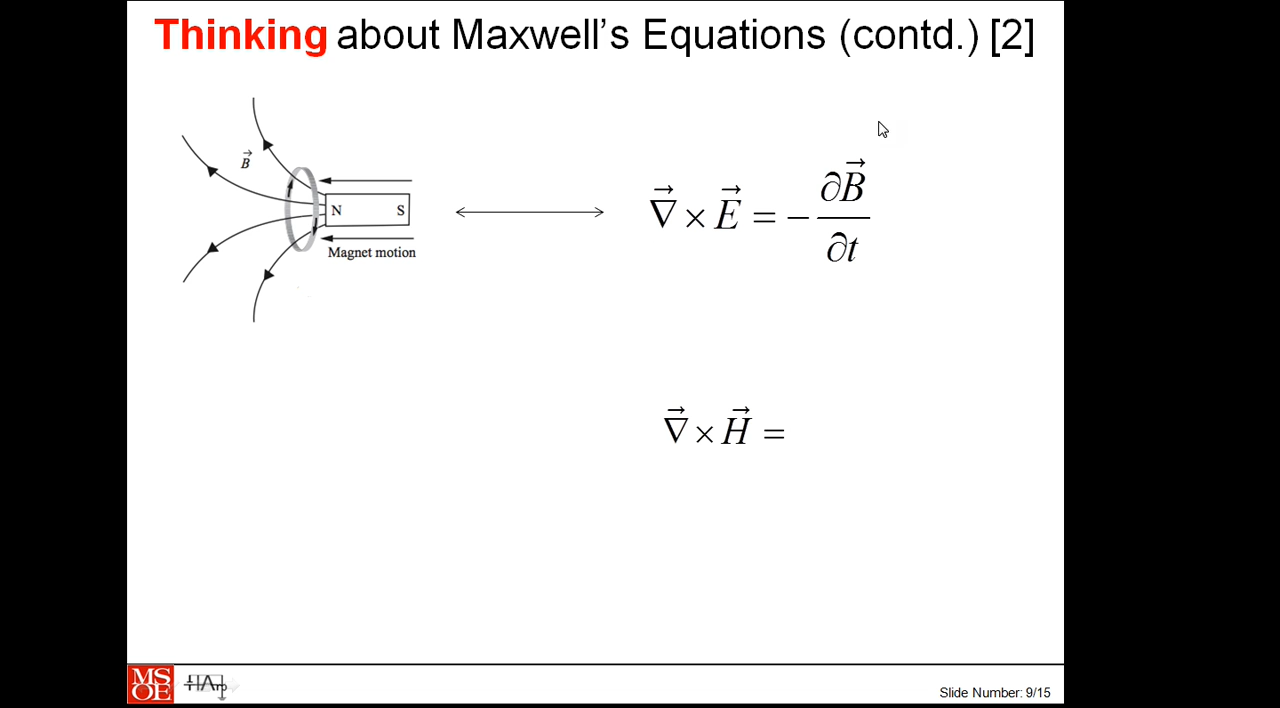 Thinking about Maxwell's Equations (contd.) [2]
B⃗
N S
Magnet motion
∇⃗ × E⃗ = − ∂B⃗ / ∂t
∇⃗ × H⃗ =
MS
OE
Slide Number: 9/15